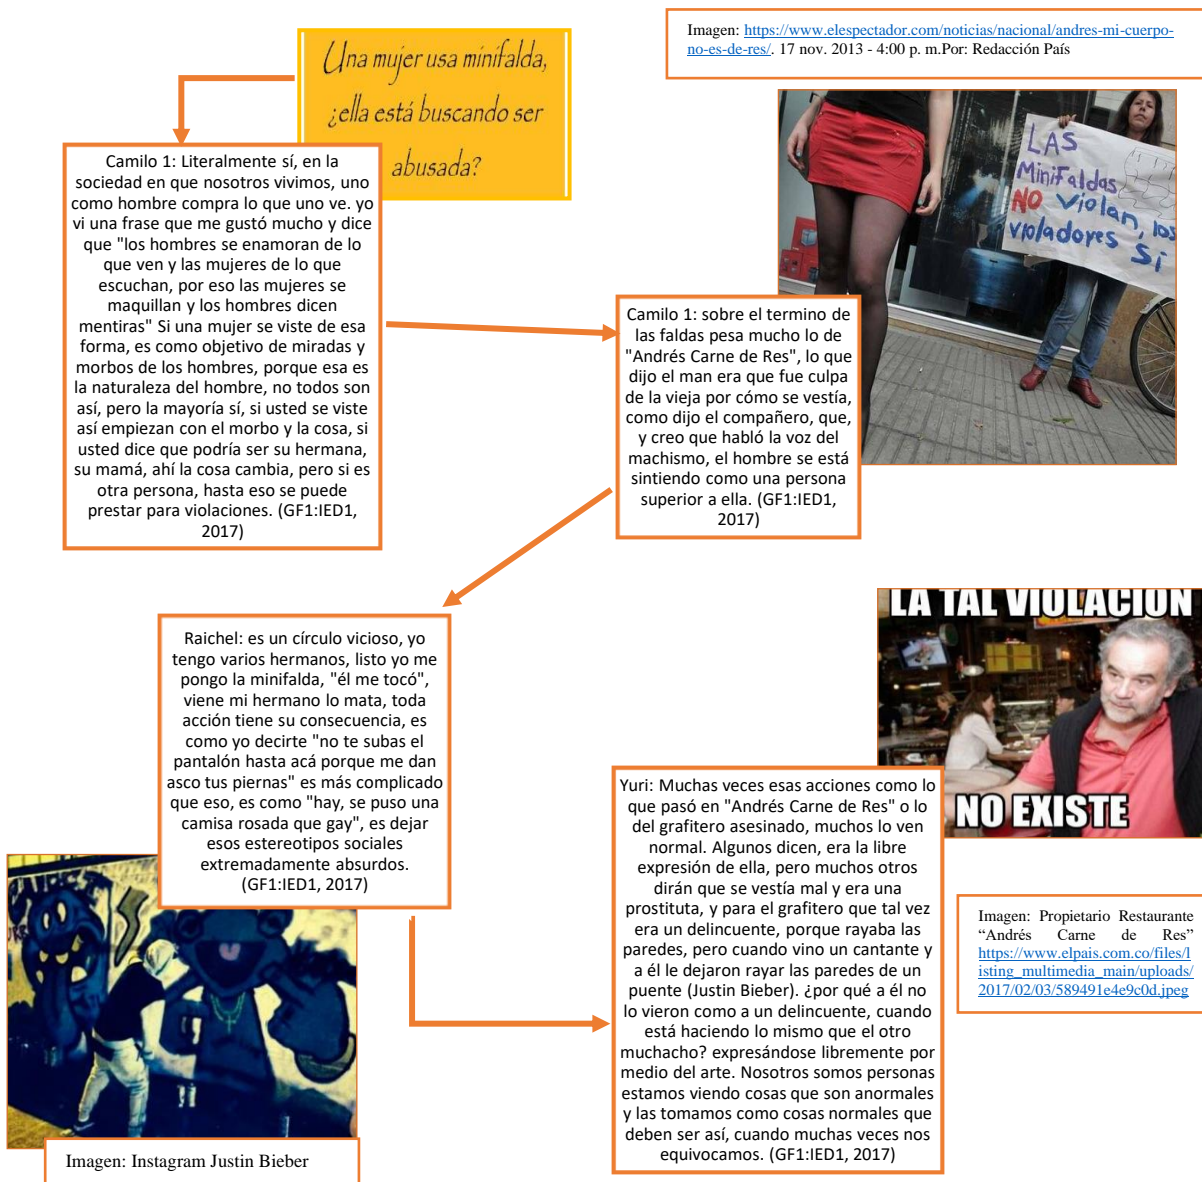 Imagen: https://www.elespectador.com/noticias/nacional/andres-mi-cuerpo-
no-es-de-res/. 17 nov. 2013 - 4:00 p. m.Por: Redacción País
Una mujer usa minifalda,
¿ella está buscando ser
abusada?
LAS
Minifaldas
NO violan, los
violadores Si
Camilo 1: Literalmente sí, en la
sociedad en que nosotros vivimos, uno
como hombre compra lo que uno ve. yo
vi una frase que me gustó mucho y dice
que "los hombres se enamoran de lo
que ven y las mujeres de lo que
escuchan, por eso las mujeres se
maquillan y los hombres dicen
mentiras" Si una mujer se viste de esa
forma, es como objetivo de miradas y
morbos de los hombres, porque esa es
la naturaleza del hombre, no todos son
así, pero la mayoría sí, si usted se viste
así empiezan con el morbo y la cosa, si
usted dice que podría ser su hermana,
su mamá, ahí la cosa cambia, pero si es
otra persona, hasta eso se puede
prestar para violaciones. (GF1:IED1,
2017)
Camilo 1: sobre el termino de
las faldas pesa mucho lo de
"Andrés Carne de Res", lo que
dijo el man era que fue culpa
de la vieja por cómo se vestía,
como dijo el compañero, que,
y creo que habló la voz del
machismo, el hombre se está
sintiendo como una persona
superior a ella. (GF1:IED1,
2017)
Raichel: es un círculo vicioso, yo
tengo varios hermanos, listo yo me
pongo la minifalda, "él me tocó",
viene mi hermano lo mata, toda
acción tiene su consecuencia, es
como yo decirte "no te subas el
pantalón hasta acá porque me dan
asco tus piernas" es más complicado
que eso, es como "hay, se puso una
camisa rosada que gay", es dejar
esos estereotipos sociales
extremadamente absurdos.
(GF1:IED1, 2017)
LA TAL VIOLACIÓN
NO EXISTE
Yuri: Muchas veces esas acciones como lo
que pasó en "Andrés Carne de Res" o lo
del grafitero asesinado, muchos lo ven
normal. Algunos dicen, era la libre
expresión de ella, pero muchos otros
dirán que se vestía mal y era una
prostituta, y para el grafitero que tal vez
era un delincuente, porque rayaba las
paredes, pero cuando vino un cantante y
a él le dejaron rayar las paredes de un
puente (Justin Bieber). ¿por qué a él no
lo vieron como a un delincuente, cuando
está haciendo lo mismo que el otro
muchacho? expresándose libremente por
medio del arte. Nosotros somos personas
estamos viendo cosas que son anormales
y las tomamos como cosas normales que
deben ser así, cuando muchas veces nos
equivocamos. (GF1:IED1, 2017)
Imagen: Propietario Restaurante
“Andrés Carne de Res”
https://www.elpais.com.co/files/l
isting_multimedia_main/uploads/
2017/02/03/589491e4e9c0d.jpeg
Imagen: Instagram Justin Bieber